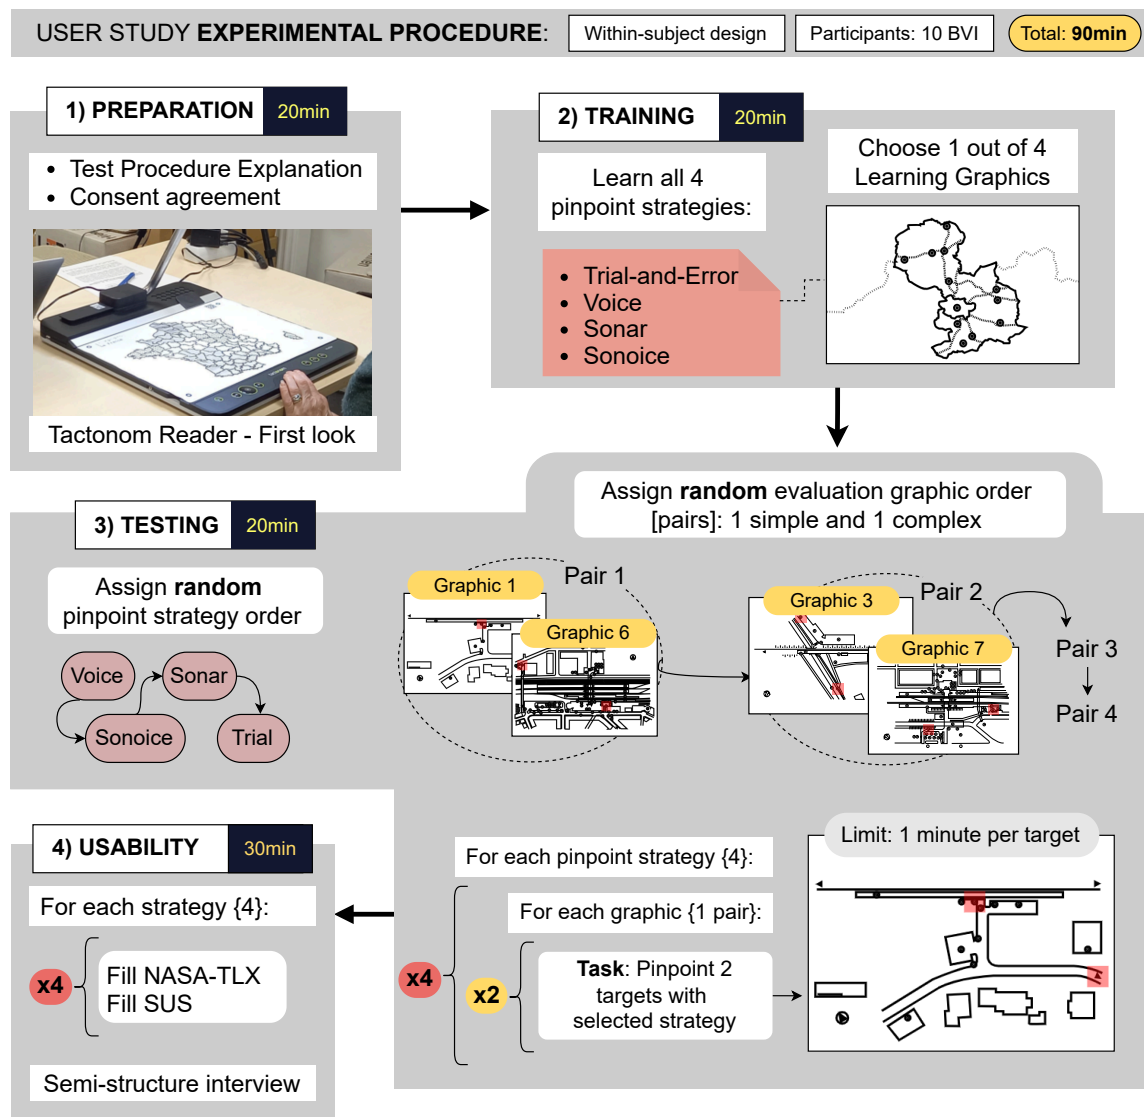 USER STUDY EXPERIMENTAL PROCEDURE:
Within-subject design
Participants: 10 BVI
Total: 90min
1) PREPARATION
20min
• Test Procedure Explanation
• Consent agreement
Tactonom Reader - First look
2) TRAINING
20min
Learn all 4
pinpoint strategies:
• Trial-and-Error
• Voice
• Sonar
• Sonoice
Choose 1 out of 4
Learning Graphics
Assign random evaluation graphic order
[pairs]: 1 simple and 1 complex
3) TESTING
20min
Assign random
pinpoint strategy order
Voice
Sonar
Sonoice
Trial
Pair 1
Graphic 1
Graphic 6
Pair 2
Graphic 3
Graphic 7
Pair 3
Pair 4
For each pinpoint strategy {4}:
For each graphic {1 pair}:
x4
x2
Task: Pinpoint 2
targets with
selected strategy
Limit: 1 minute per target
4) USABILITY
30min
For each strategy {4}:
x4
Fill NASA-TLX
Fill SUS
Semi-structure interview